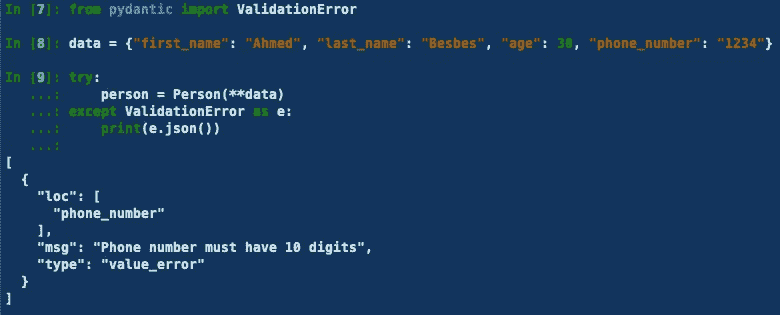 In [7]: from pydantic import ValidationError
In [8]: data = {"first_name": "Ahmed", "last_name": "Besbes", "age": 30, "phone_number": "1234"}
In [9]: try:
   ...:     person = Person(**data)
   ...: except ValidationError as e:
   ...:     print(e.json())
   ...:
[
  {
    "loc": [
      "phone_number"
    ],
    "msg": "Phone number must have 10 digits",
    "type": "value_error"
  }
]